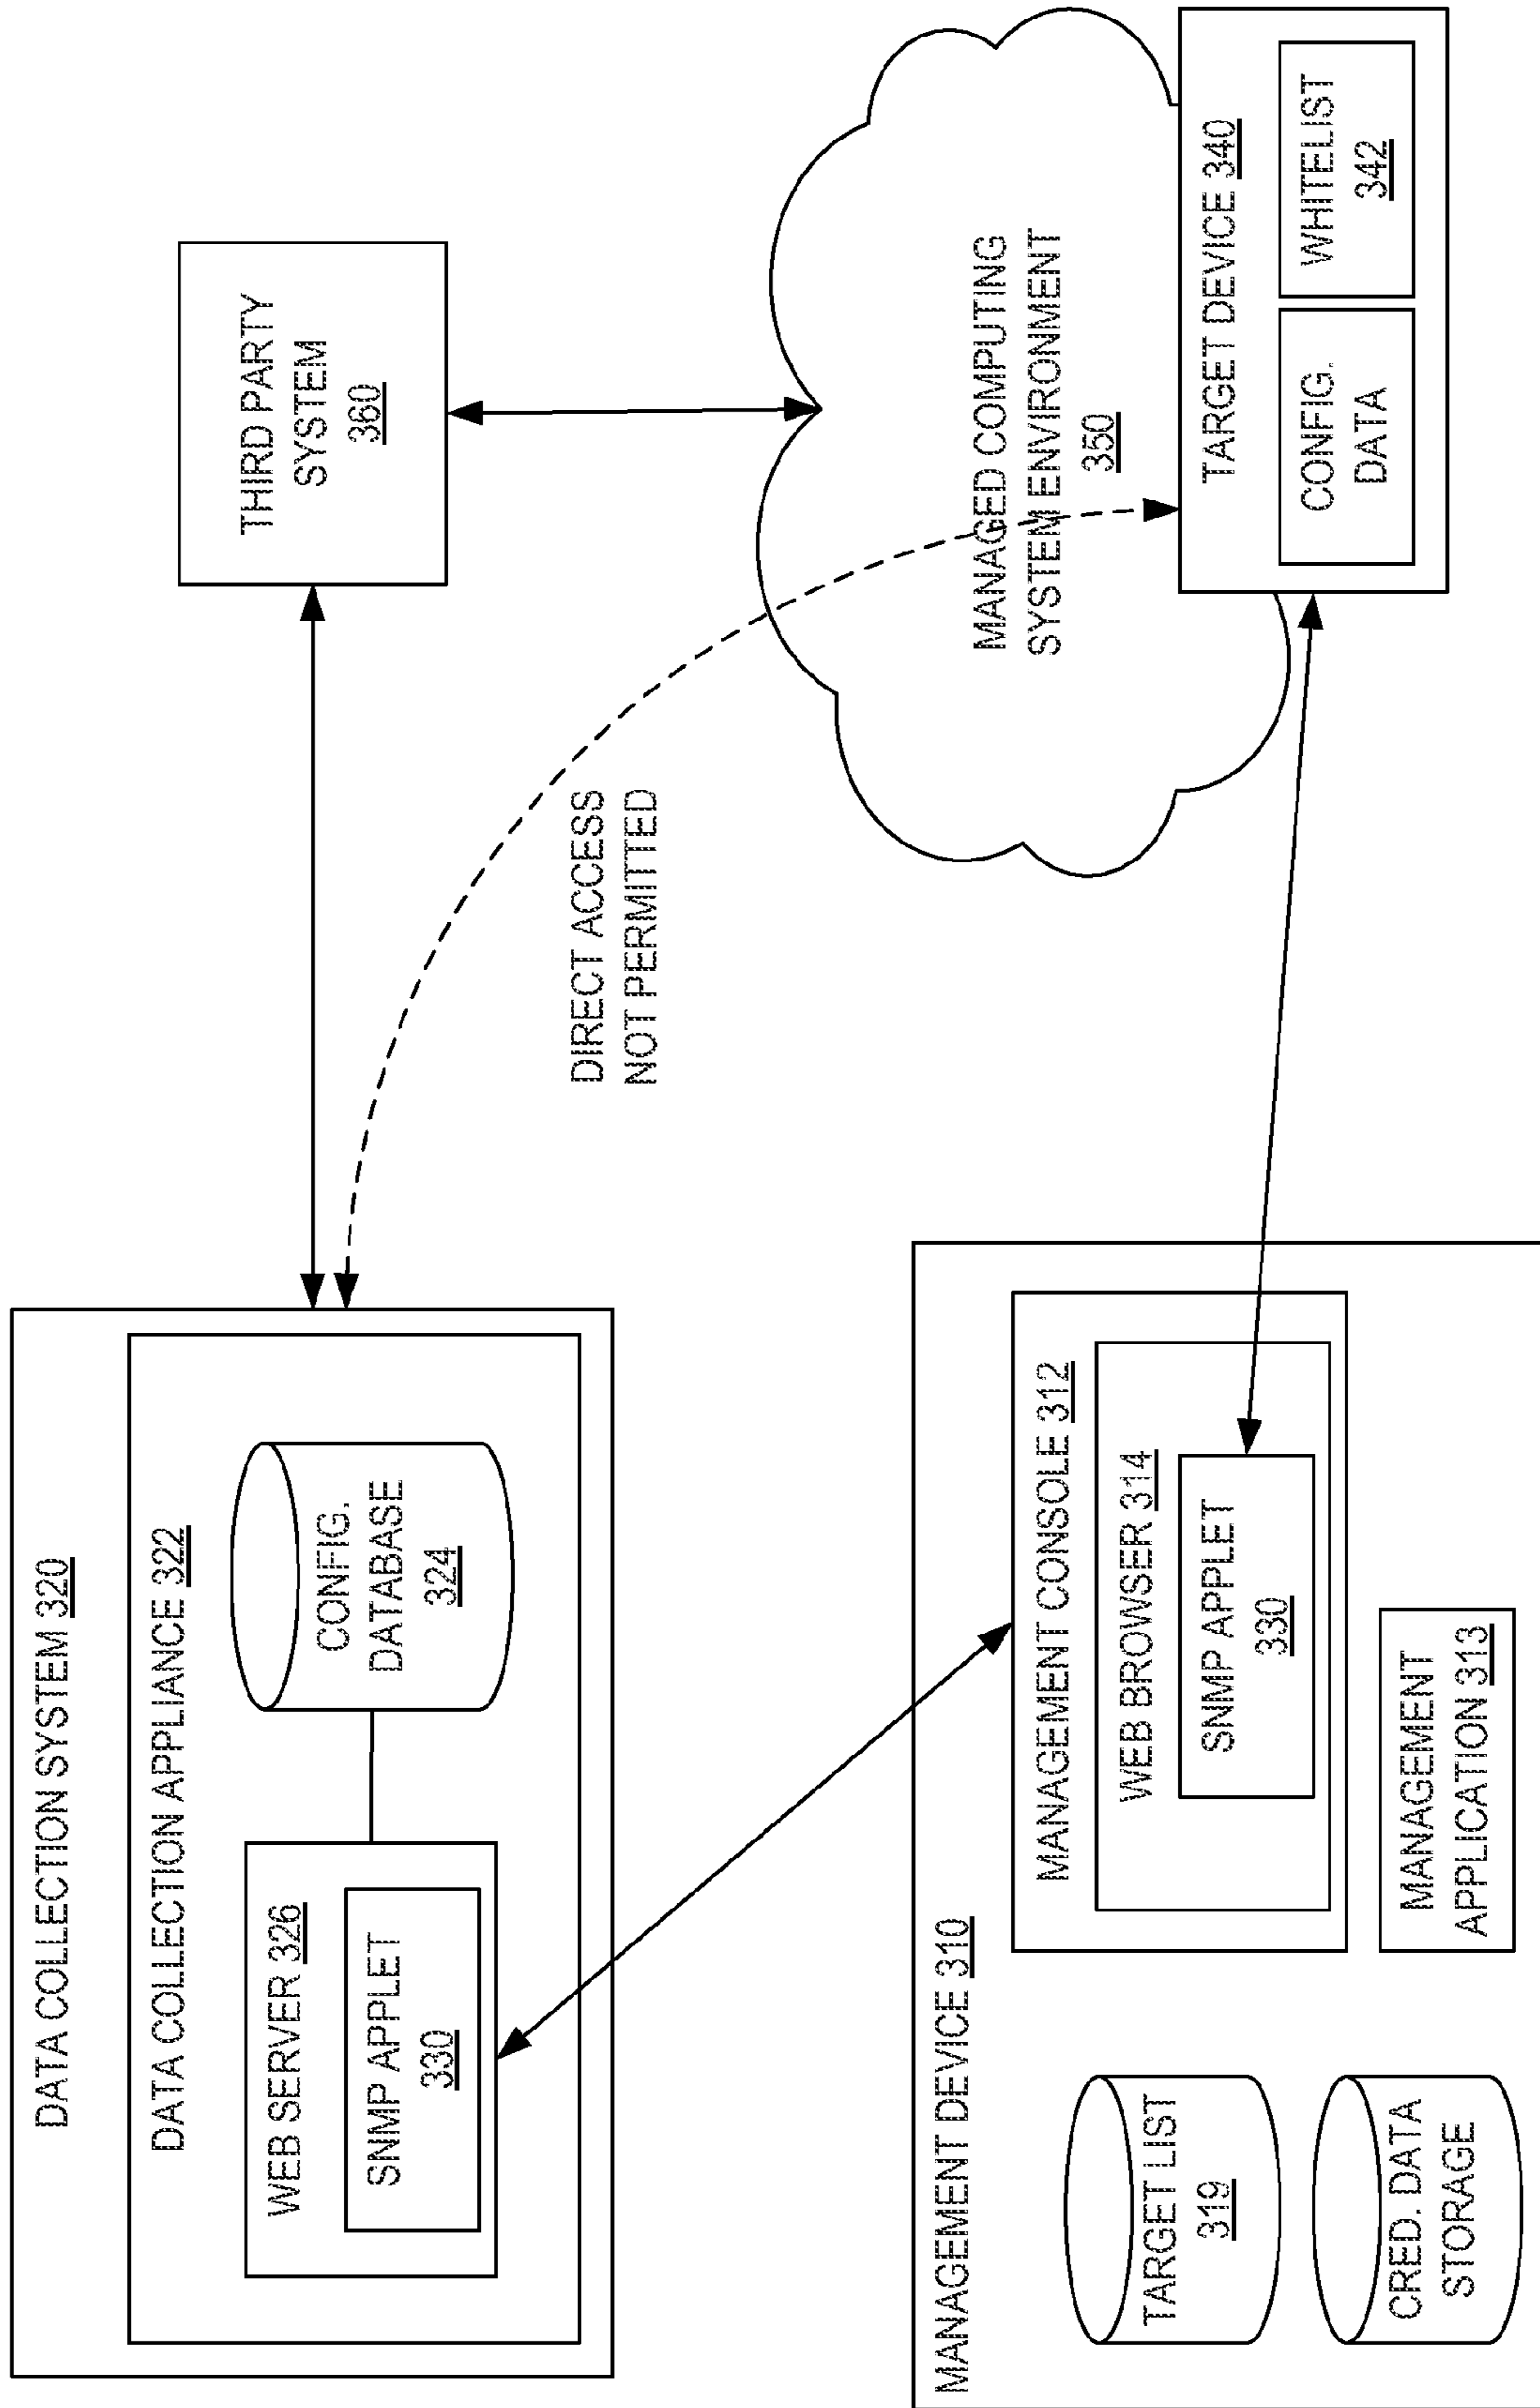 DATA COLLECTION SYSTEM 320
DATA COLLECTION APPLIANCE 322
WEB SERVER 326
SNMP APPLET
330
CONFIG.
DATABASE
324
THIRD PARTY
SYSTEM
360
DIRECT ACCESS
NOT PERMITTED
MANAGED COMPUTING
SYSTEM ENVIRONMENT
350
MANAGEMENT DEVICE 310
TARGET LIST
319
CRED. DATA
STORAGE
MANAGEMENT CONSOLE 312
WEB BROWSER 314
SNMP APPLET
330
MANAGEMENT
APPLICATION 313
TARGET DEVICE 340
CONFIG.
DATA
WHITELIST
342